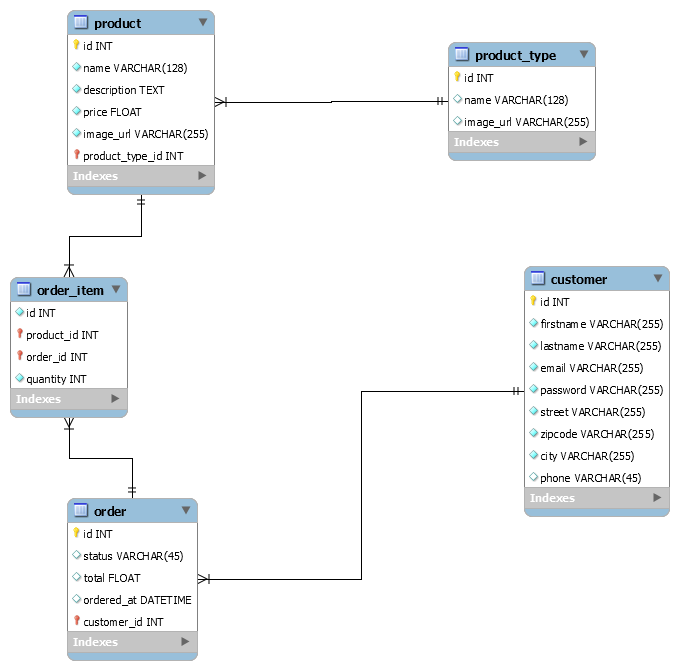 product
id INT
name VARCHAR(128)
description TEXT
price FLOAT
image_url VARCHAR(255)
product_type_id INT
Indexes
product_type
id INT
name VARCHAR(128)
image_url VARCHAR(255)
Indexes
order_item
id INT
product_id INT
order_id INT
quantity INT
Indexes
customer
id INT
firstname VARCHAR(255)
lastname VARCHAR(255)
email VARCHAR(255)
password VARCHAR(255)
street VARCHAR(255)
zipcode VARCHAR(255)
city VARCHAR(255)
phone VARCHAR(45)
Indexes
order
id INT
status VARCHAR(45)
total FLOAT
ordered_at DATETIME
customer_id INT
Indexes